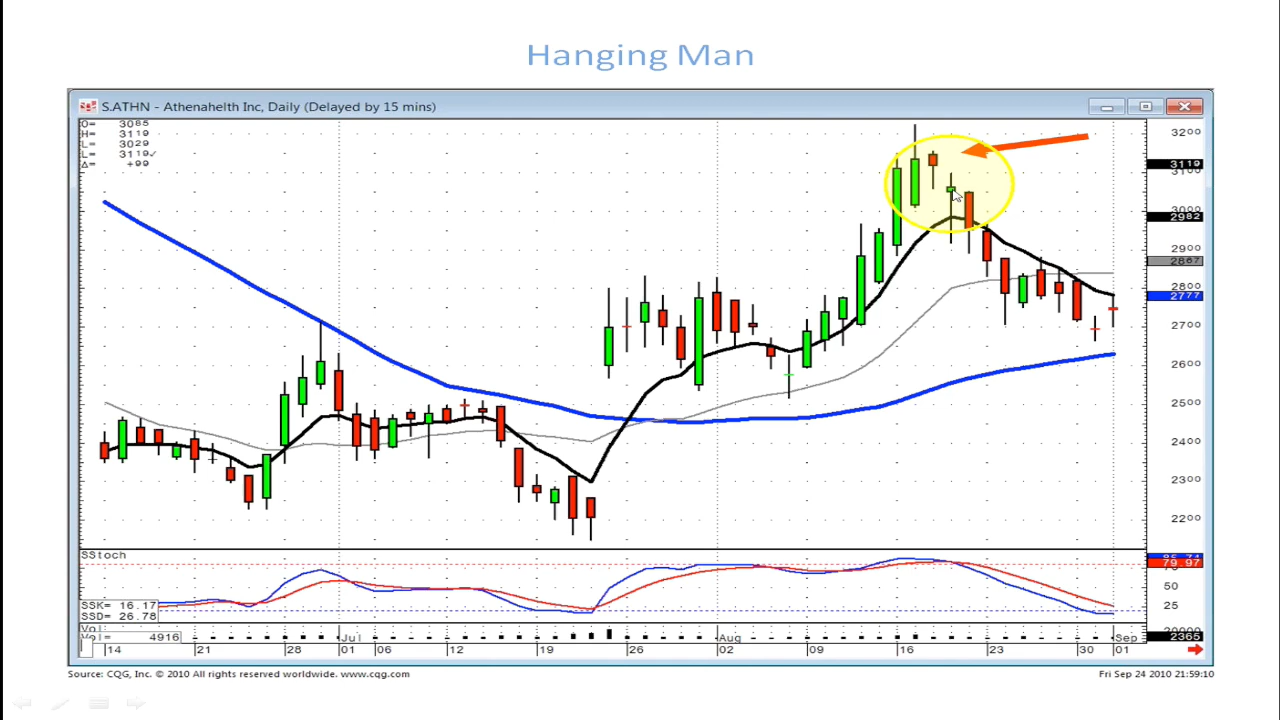 Hanging Man
S.ATHN - Athenahelth Inc, Daily (Delayed by 15 mins)
O= 3085
H= 3119
L= 3029
L= 3119✓
Δ= +99
3200
3119
3100
3000
2982
2900
2867
2800
2777
2700
2600
2500
2400
2300
2200
SStoch
79.97
50
25
SSK= 16.17
SSD= 26.78
Vol= 4916
2365
Jul Aug Sep
14 21 28 01 06 12 19 26 02 09 16 23 30 01
Source: CQG, Inc. © 2010 All rights reserved worldwide. www.cqg.com
Fri Sep 24 2010 21:59:10